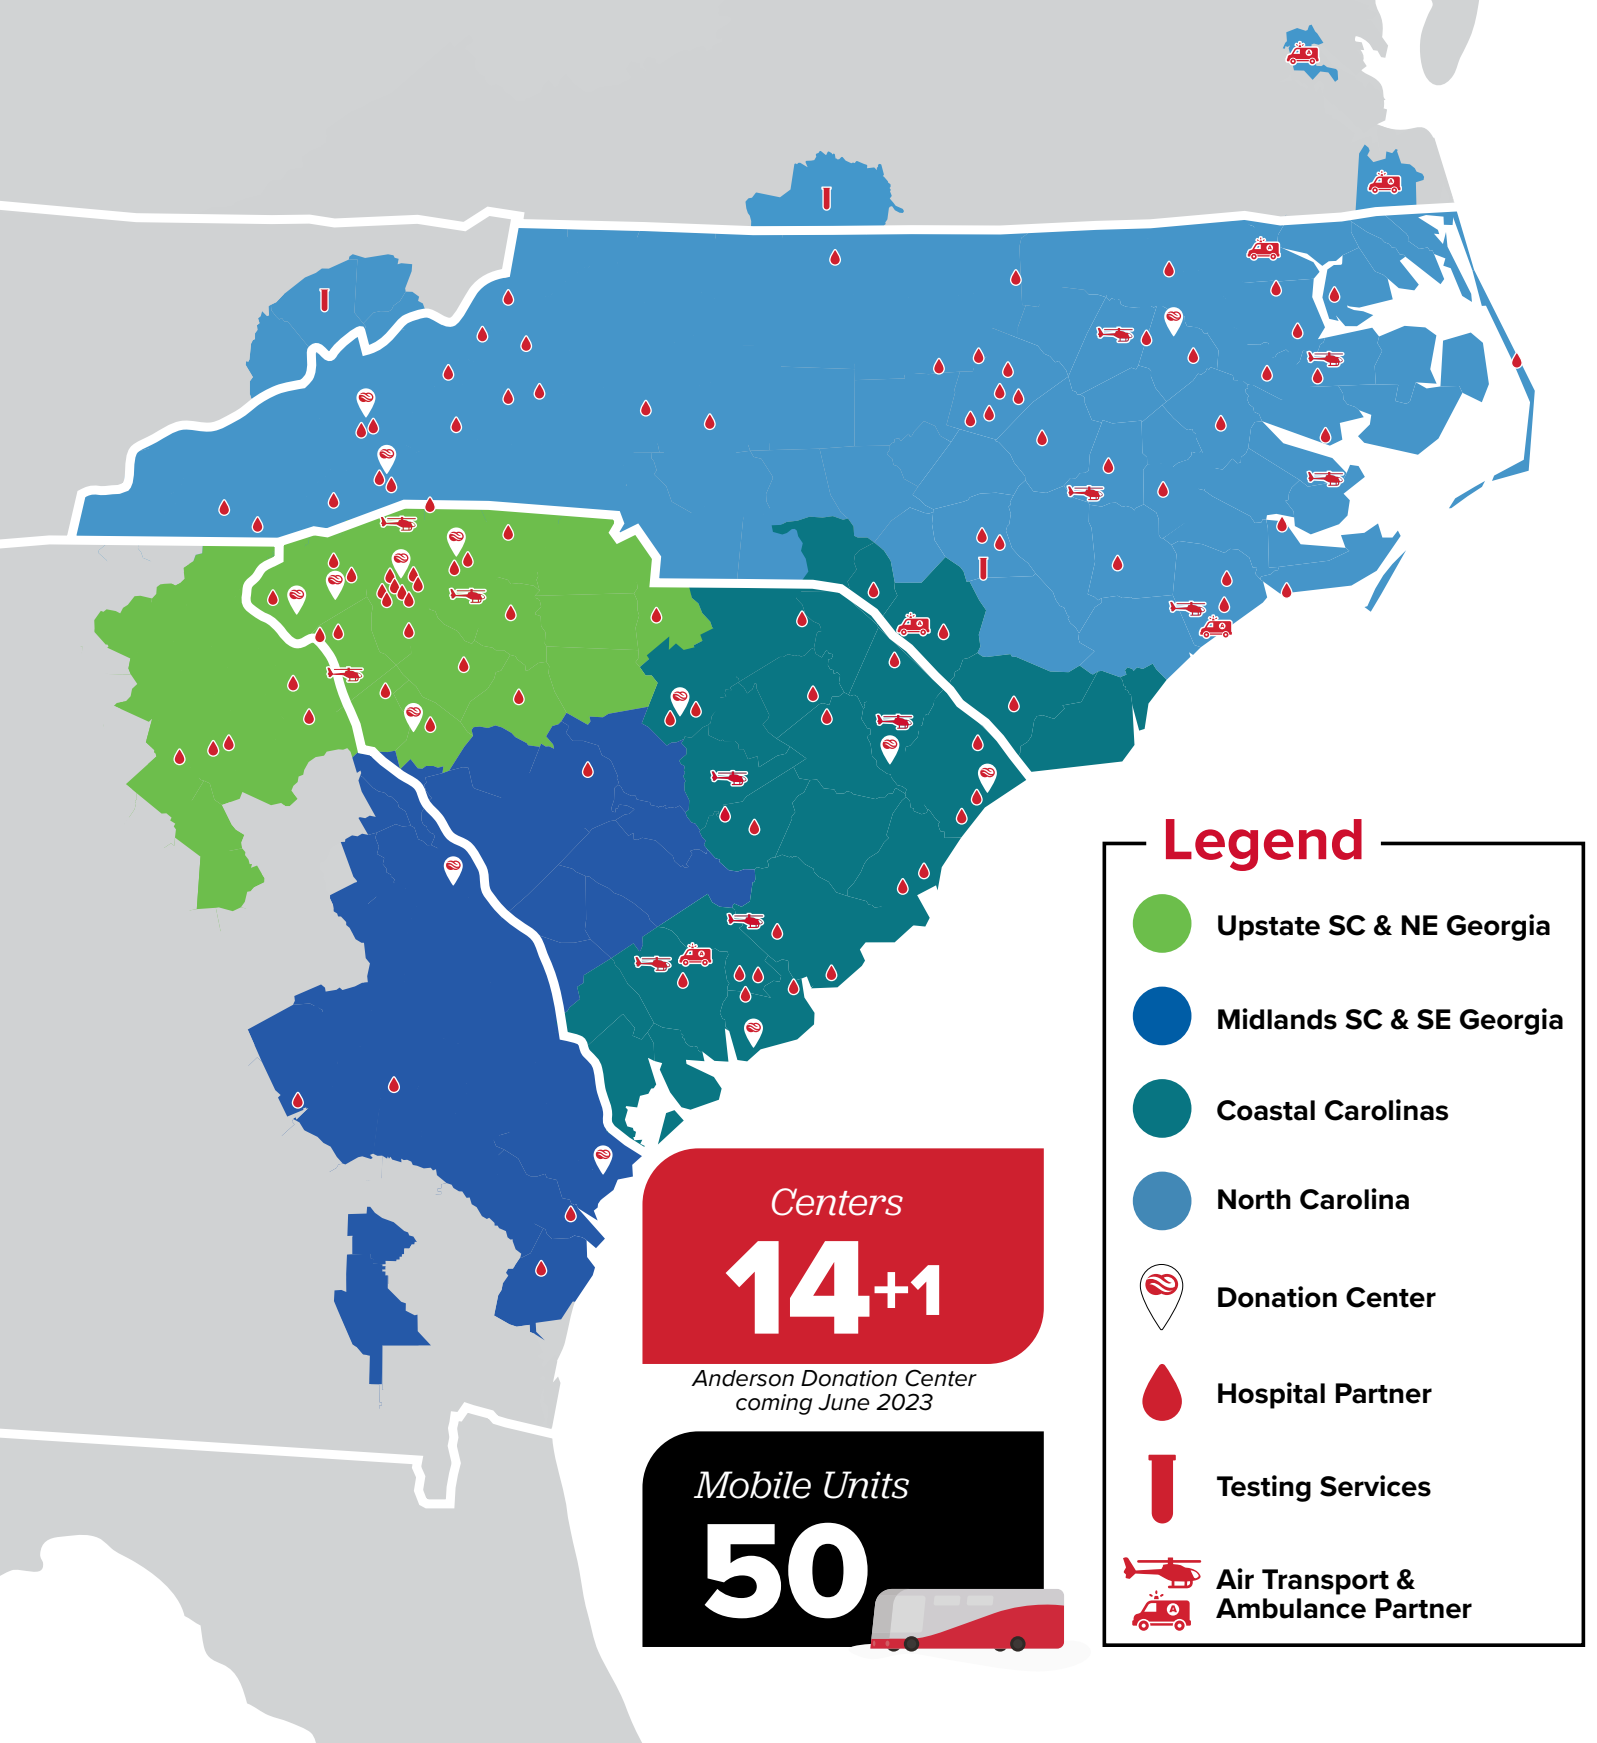 Legend
Upstate SC & NE Georgia
Midlands SC & SE Georgia
Coastal Carolinas
North Carolina
Donation Center
Hospital Partner
Testing Services
Air Transport &
Ambulance Partner
Centers
14+1
Anderson Donation Center
coming June 2023
Mobile Units
50